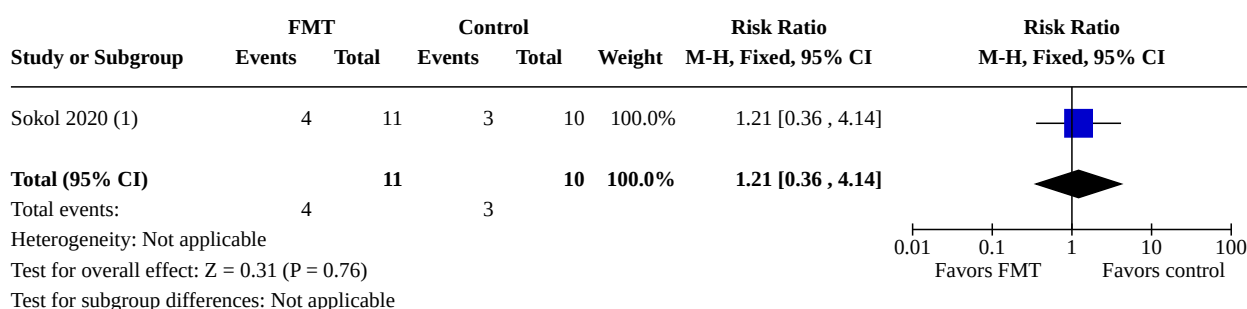 FMT Control Risk Ratio Risk Ratio
Study or Subgroup Events Total Events Total Weight M-H, Fixed, 95% CI M-H, Fixed, 95% CI
Sokol 2020 (1) 4 11 3 10 100.0% 1.21 [0.36 , 4.14]
Total (95% CI) 11 10 100.0% 1.21 [0.36 , 4.14]
Total events: 4 3
Heterogeneity: Not applicable
0.01 0.1 1 10 100
Test for overall effect: Z = 0.31 (P = 0.76) Favors FMT Favors control
Test for subgroup differences: Not applicable